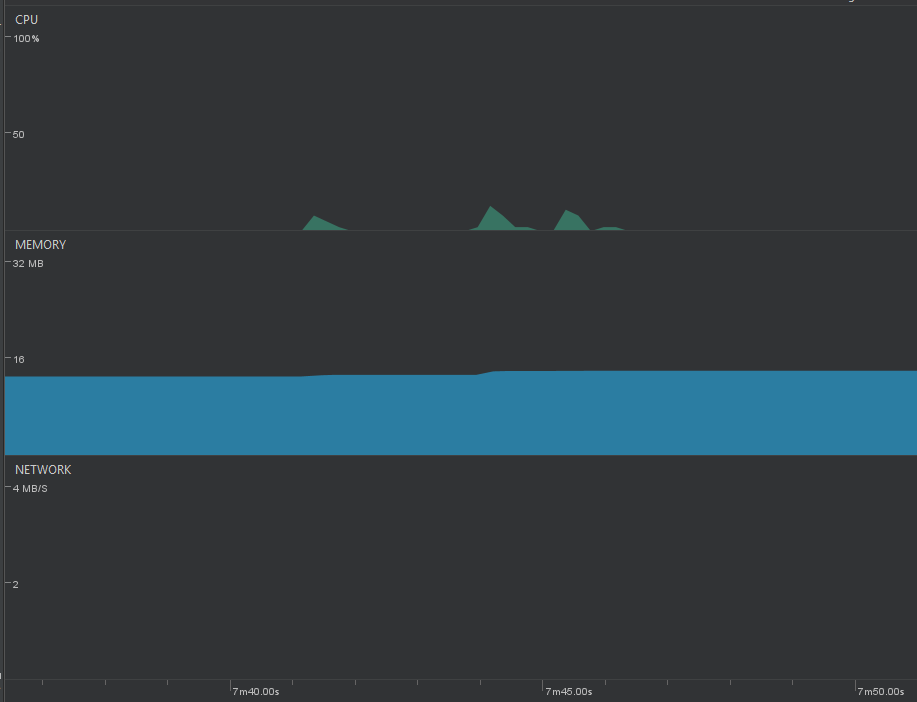 CPU
100%
50
MEMORY
32 MB
16
NETWORK
4 MB/S
2
7m40.00s
7m45.00s
7m50.00s